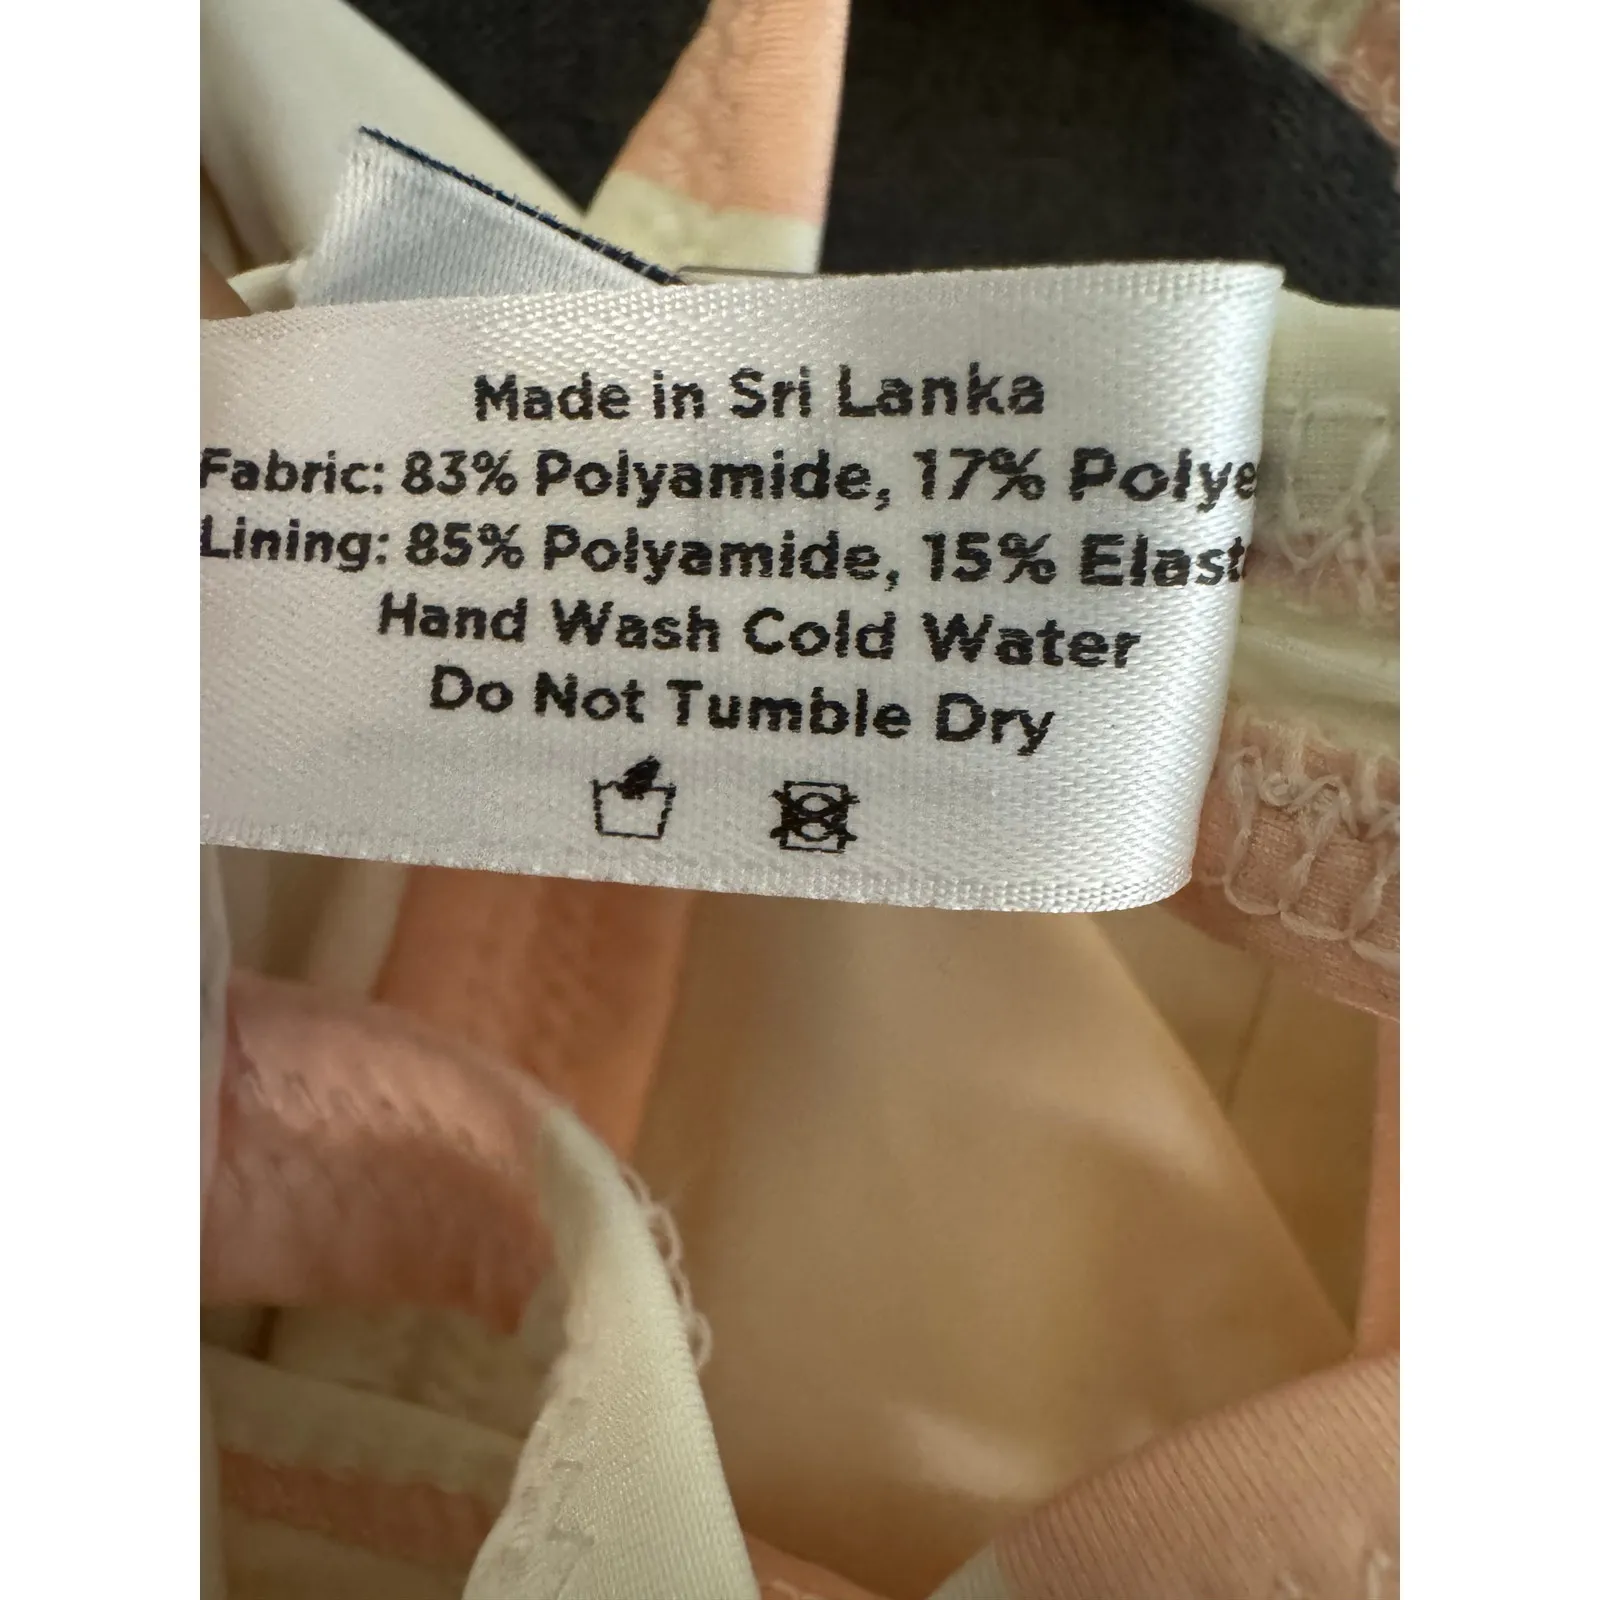 Made in Sri Lanka
Fabric: 83% Polyamide, 17% Polye
Lining: 85% Polyamide, 15% Elast
Hand Wash Cold Water
Do Not Tumble Dry